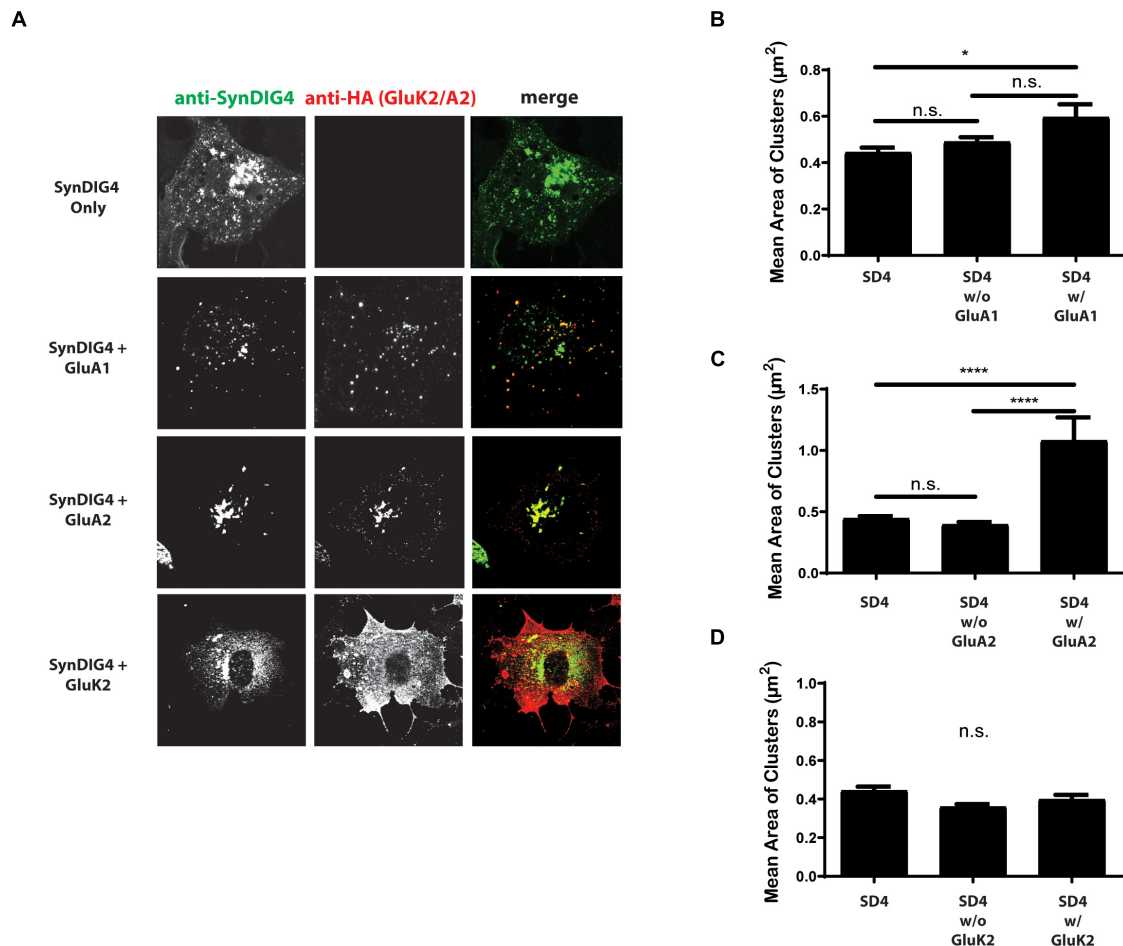 A
anti-SynDIG4 anti-HA (GluK2/A2) merge
SynDIG4
Only
SynDIG4 +
GluA1
SynDIG4 +
GluA2
SynDIG4 +
GluK2
B
Mean Area of Clusters (µm²)
0.8
0.6
0.4
0.2
0.0
*
n.s.
n.s.
SD4
SD4
w/o
GluA1
SD4
w/
GluA1
C
Mean Area of Clusters (µm²)
1.5
1.0
0.5
0.0
****
****
n.s.
SD4
SD4
w/o
GluA2
SD4
w/
GluA2
D
Mean Area of Clusters (µm²)
1.0
0.8
0.6
0.4
0.2
0.0
n.s.
SD4
SD4
w/o
GluK2
SD4
w/
GluK2